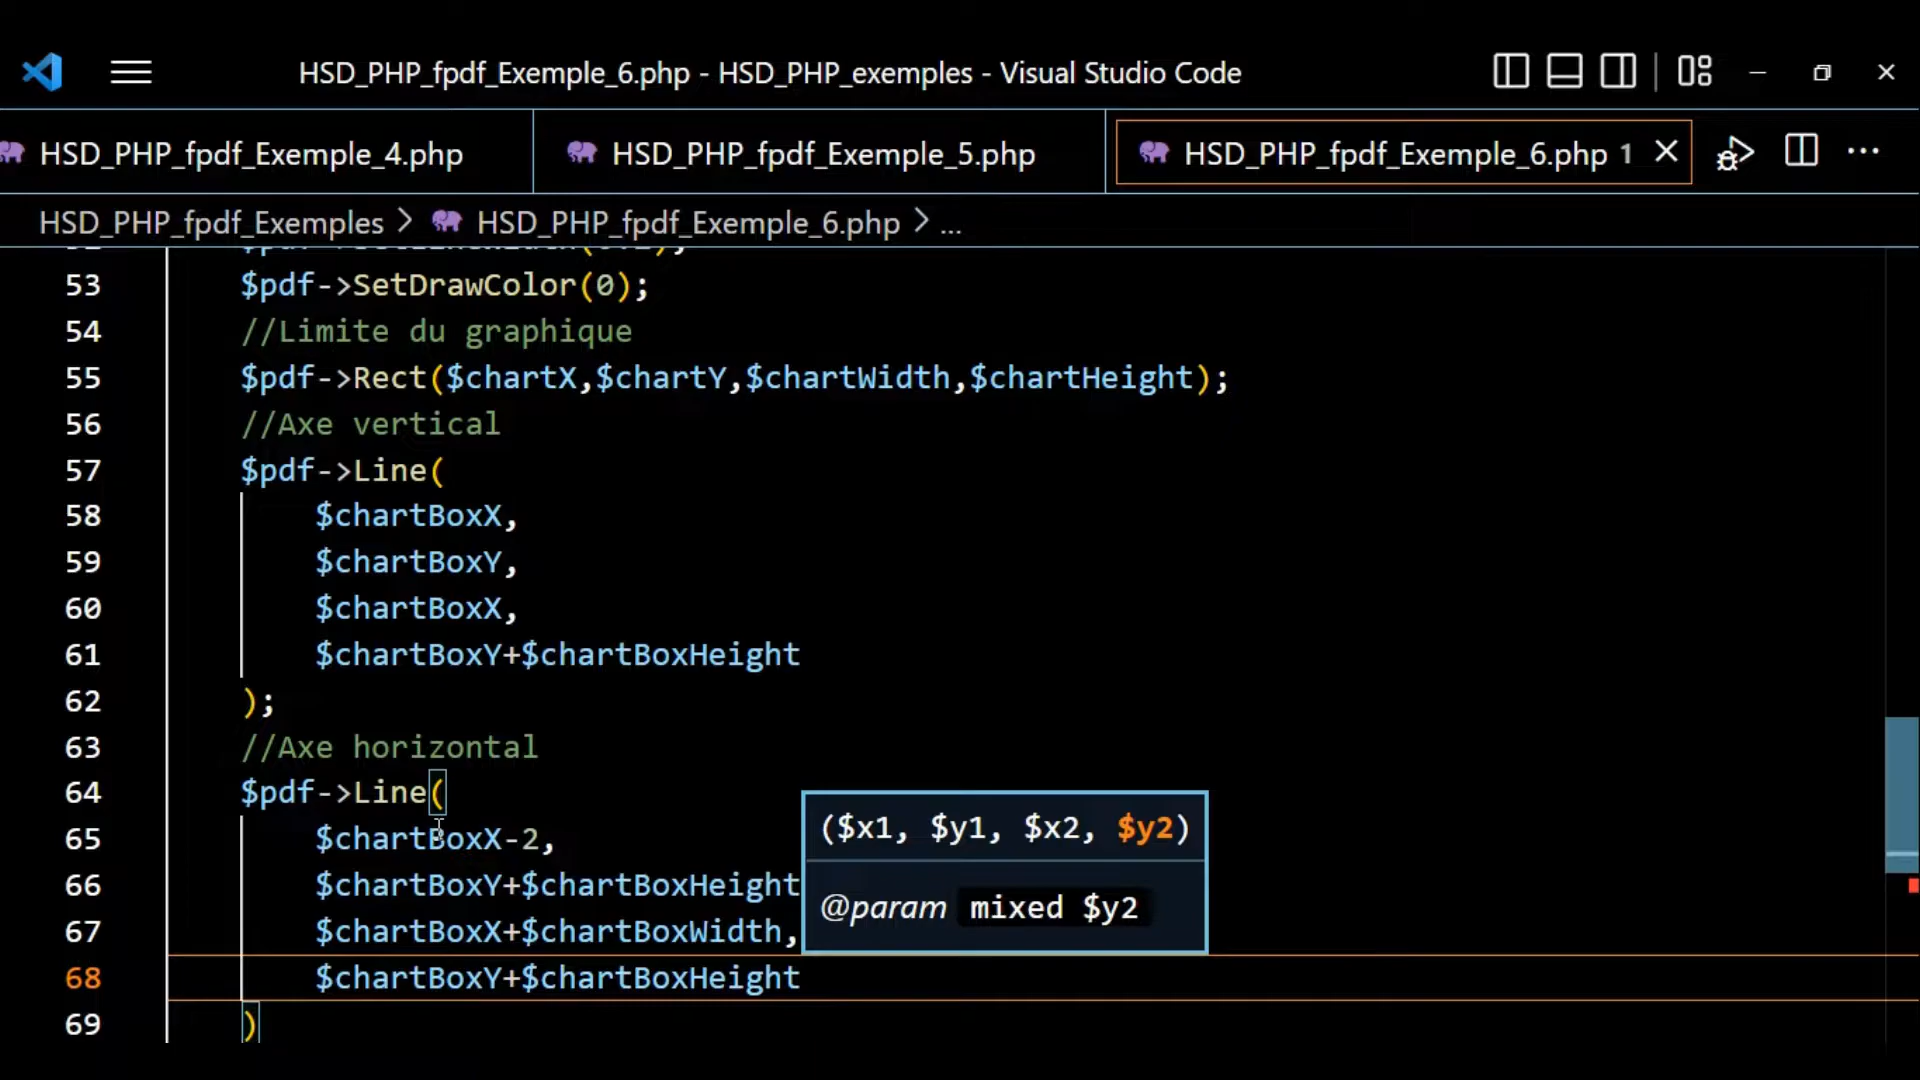 HSD_PHP_fpdf_Exemple_6.php - HSD_PHP_exemples - Visual Studio Code
HSD_PHP_fpdf_Exemple_4.php HSD_PHP_fpdf_Exemple_5.php HSD_PHP_fpdf_Exemple_6.php 1
HSD_PHP_fpdf_Exemples > HSD_PHP_fpdf_Exemple_6.php > ...
53 $pdf->SetDrawColor(0);
54 //Limite du graphique
55 $pdf->Rect($chartX,$chartY,$chartWidth,$chartHeight);
56 //Axe vertical
57 $pdf->Line(
58 $chartBoxX,
59 $chartBoxY,
60 $chartBoxX,
61 $chartBoxY+$chartBoxHeight
62 );
63 //Axe horizontal
64 $pdf->Line(
65 $chartBoxX-2,
66 $chartBoxY+$chartBoxHeight
67 $chartBoxX+$chartBoxWidth,
68 $chartBoxY+$chartBoxHeight
69 )
($x1, $y1, $x2, $y2)
@param mixed $y2